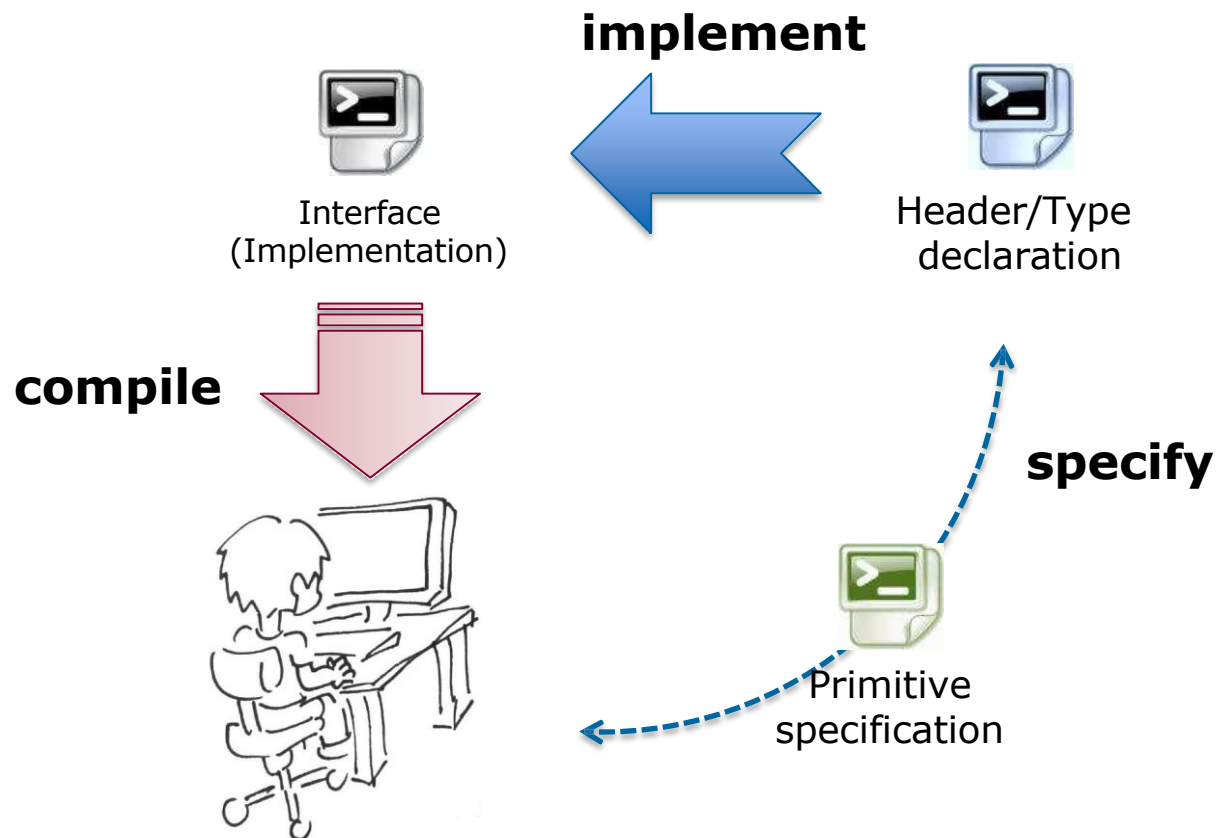 implement
Interface
(Implementation)
Header/Type
declaration
compile
specify
Primitive
specification